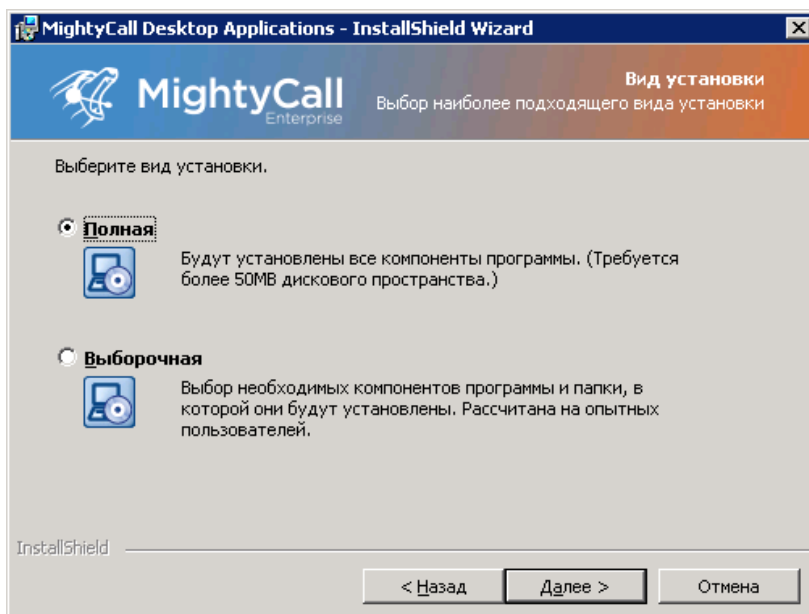 MightyCall Desktop Applications - InstallShield Wizard
MightyCall
Enterprise
Вид установки
Выбор наиболее подходящего вида установки
Выберите вид установки.
Полная
Будут установлены все компоненты программы. (Требуется
более 50MB дискового пространства.)
Выборочная
Выбор необходимых компонентов программы и папки, в
которой они будут установлены. Рассчитана на опытных
пользователей.
InstallShield
< Назад
Далее >
Отмена